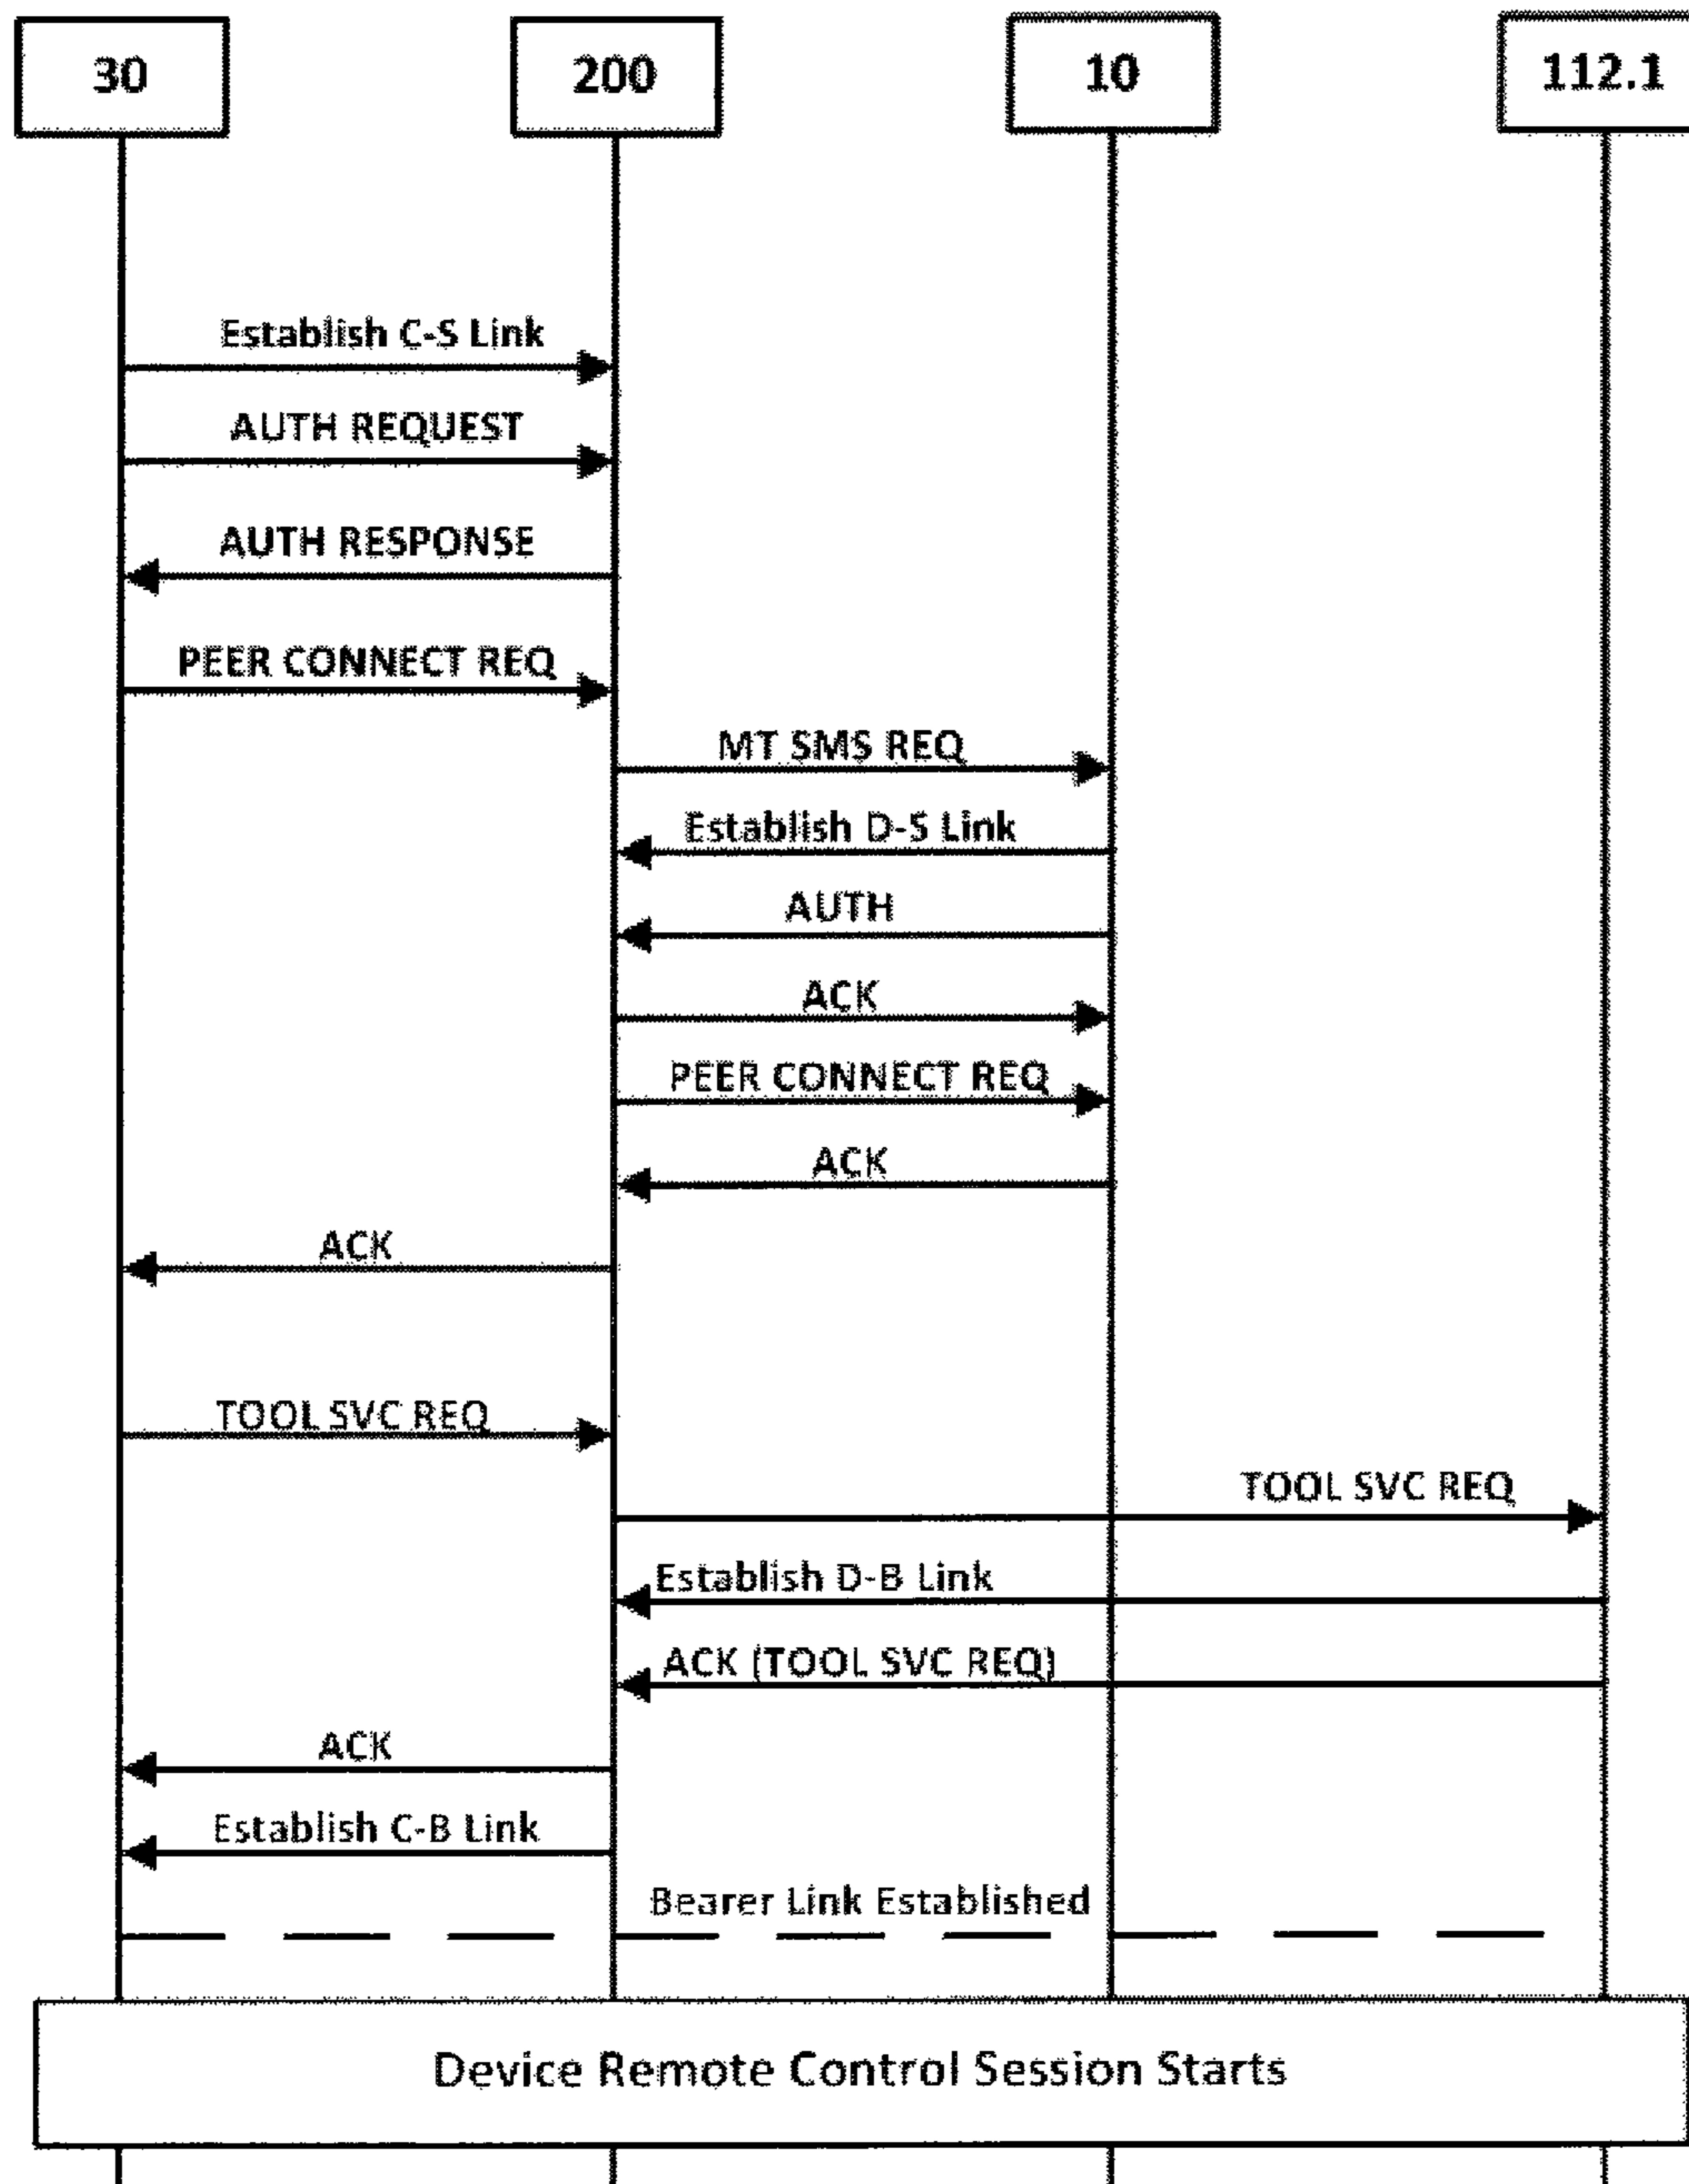 30
200
10
112.1
Establish C-S Link
AUTH REQUEST
AUTH RESPONSE
PEER CONNECT REQ
MT SMS REQ
Establish D-S Link
AUTH
ACK
PEER CONNECT REQ
ACK
ACK
TOOL SVC REQ
TOOL SVC REQ
Establish D-B Link
ACK (TOOL SVC REQ)
ACK
Establish C-B Link
Bearer Link Established
Device Remote Control Session Starts